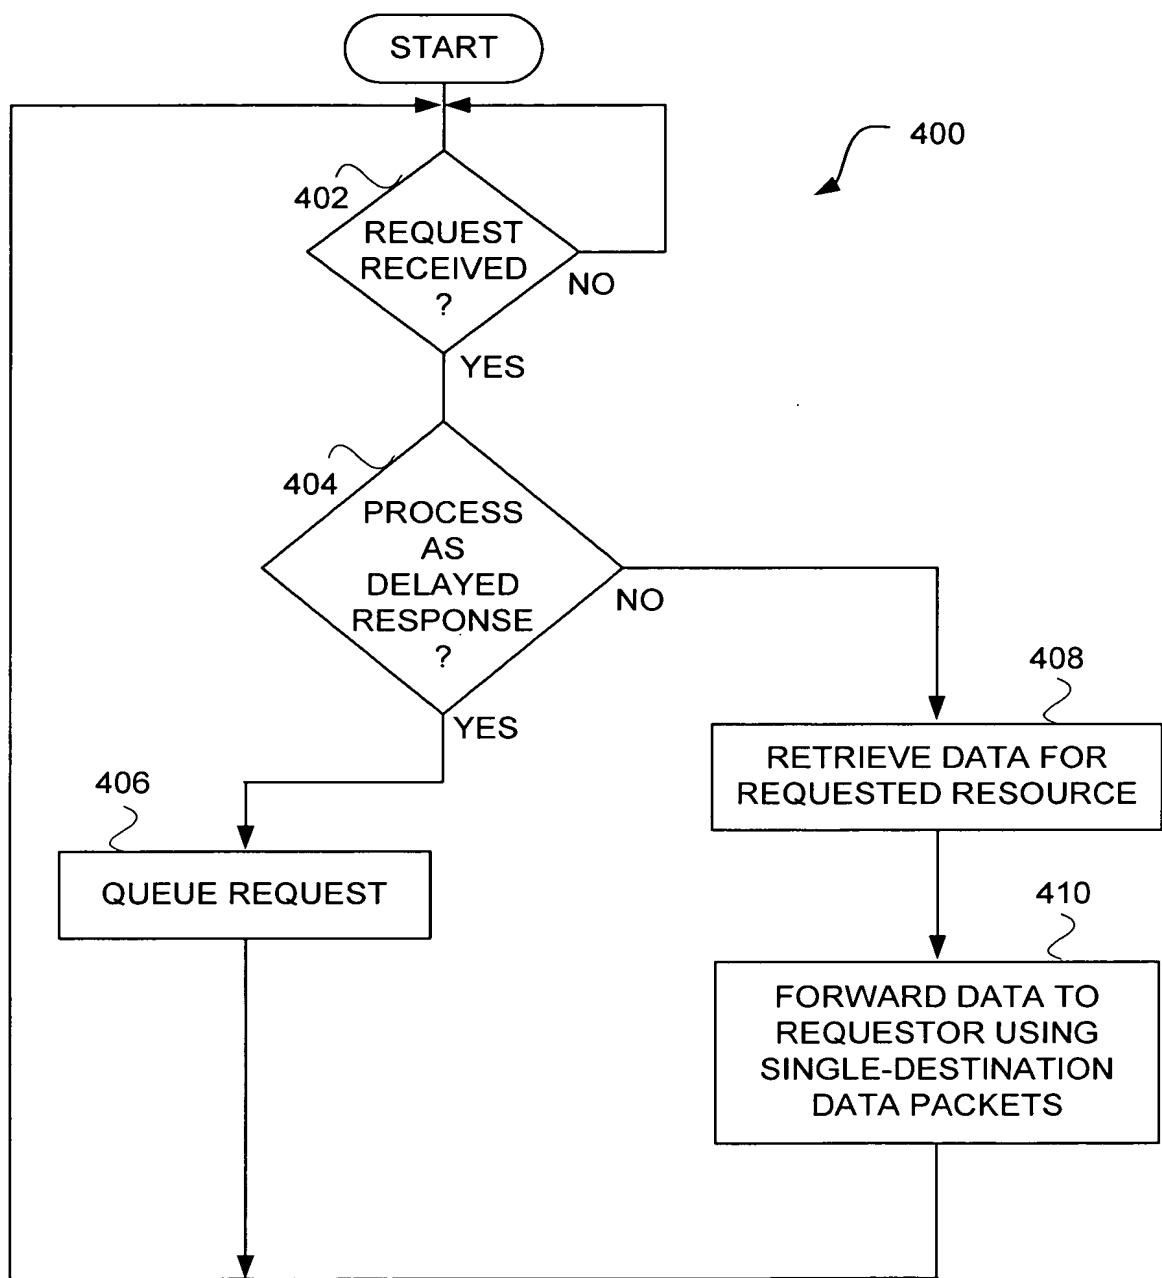 START
400
402
REQUEST
RECEIVED
?
NO
YES
404
PROCESS
AS
DELAYED
RESPONSE
?
NO
YES
408
RETRIEVE DATA FOR
REQUESTED RESOURCE
406
QUEUE REQUEST
410
FORWARD DATA TO
REQUESTOR USING
SINGLE-DESTINATION
DATA PACKETS